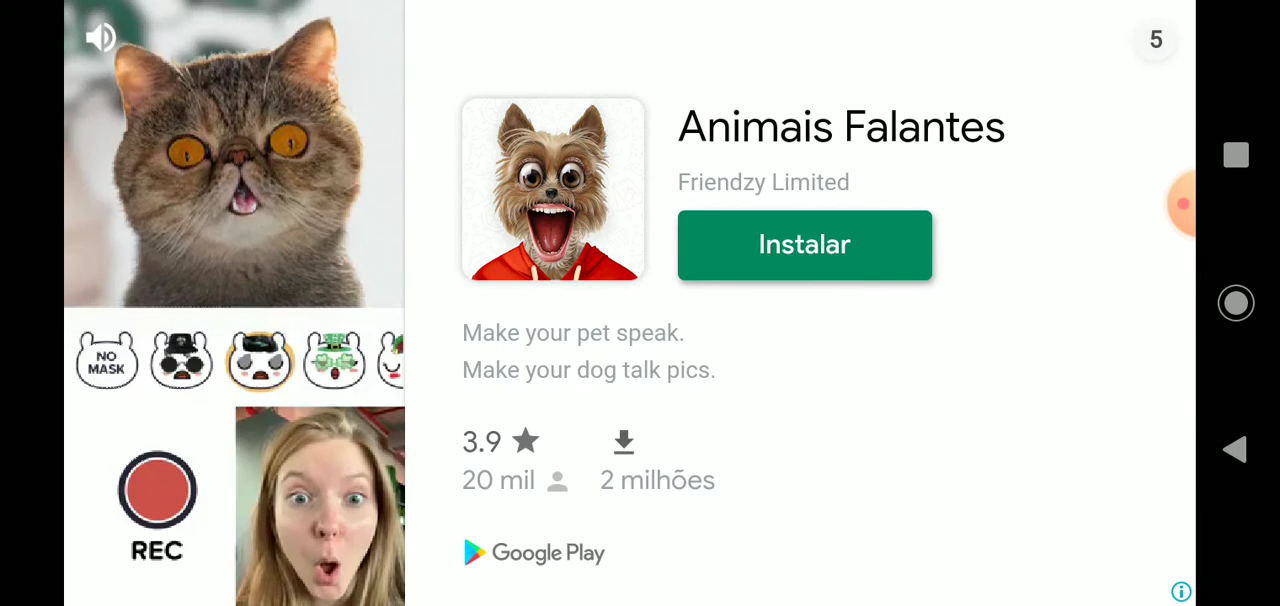 5
Animais Falantes
Friendzy Limited
Instalar
Make your pet speak.
Make your dog talk pics.
3.9
20 mil
2 milhões
Google Play
NO
MASK
REC